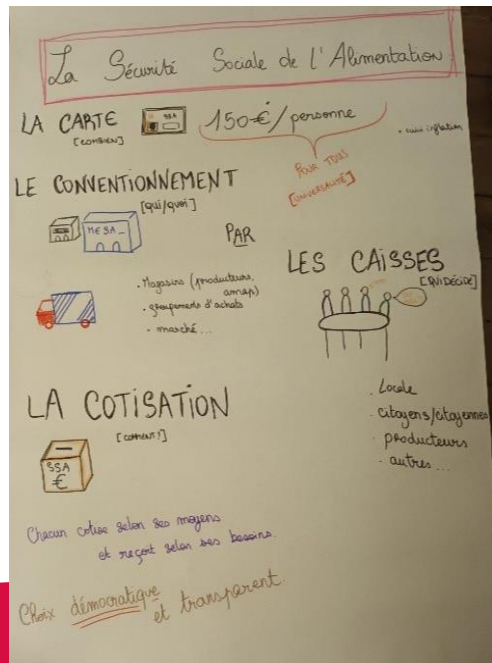 La Sécurité Sociale de l'Alimentation
LA CARTE
[COMBIEN]
SSA
150€/personne
• suivi inflation
POUR TOUS
[UNIVERSALITÉ]
LE CONVENTIONNEMENT
[qui/quoi]
PAR
• Magasins (producteurs,
amap)
• groupements d'achats
• marché...
LES CAISSES
[QUI DÉCIDE]
• Locale
• citoyens/citoyennes
• producteurs
• autres...
LA COTISATION
[COMMENT?]
SSA
€
Chacun cotise selon ses moyens
et reçoit selon ses besoins.
Choix démocratique et transparent.